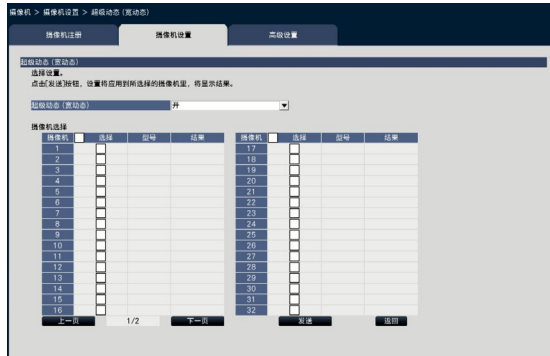 摄像机 > 摄像机设置 > 超级动态 (宽动态)
摄像机注册 摄像机设置 高级设置
超级动态 (宽动态)
选择设置。
点击[发送]按钮，设置将应用到所选择的摄像机里，将显示结果。
超级动态 (宽动态) 开
摄像机选择
摄像机 选择 型号 结果 摄像机 选择 型号 结果
1 17
2 18
3 19
4 20
5 21
6 22
7 23
8 24
9 25
10 26
11 27
12 28
13 29
14 30
15 31
16 32
上一页 1/2 下一页 发送 返回